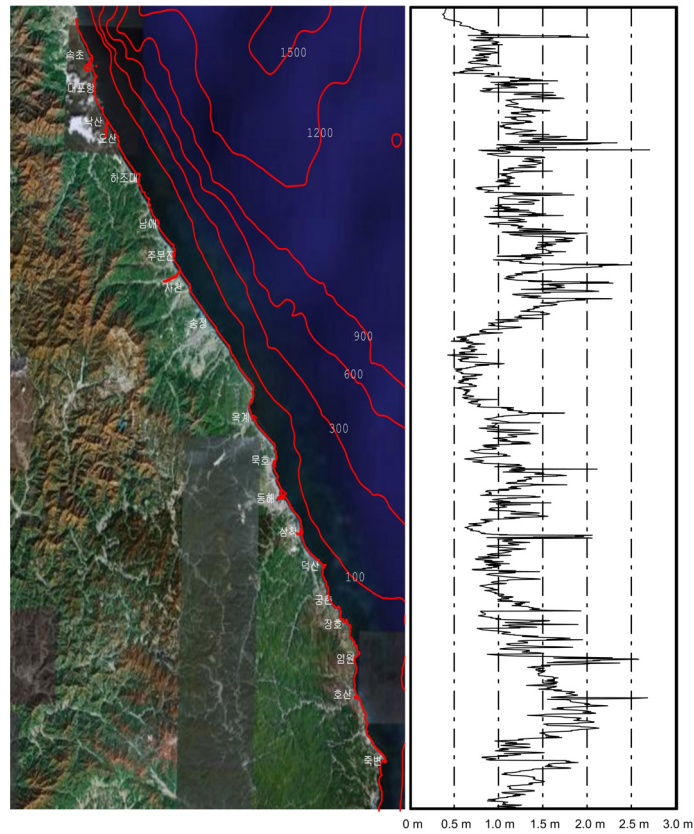 1500
속초
대포항
낙산
오산
1200
하조대
남애
주문진
사천
송정
900
600
옥계
300
묵호
동해
삼척
덕산
100
궁촌
장호
임원
호산
죽변
0 m 0.5 m 1.0 m 1.5 m 2.0 m 2.5 m 3.0 m